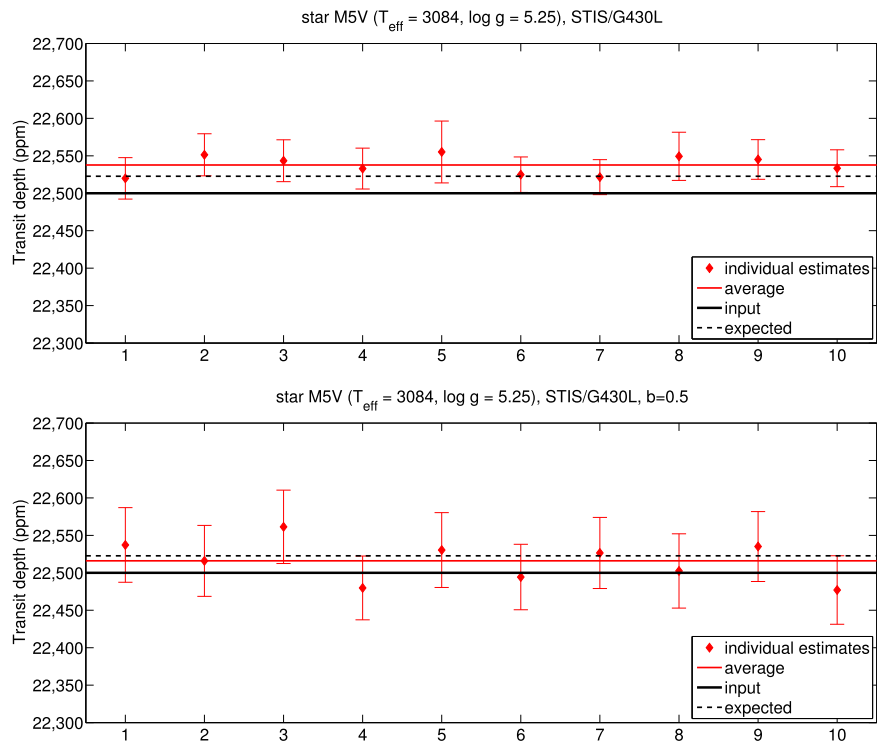 star M5V (Teff = 3084, log g = 5.25), STIS/G430L
Transit depth (ppm)
22,700
22,650
22,600
22,550
22,500
22,450
22,400
22,350
22,300
1 2 3 4 5 6 7 8 9 10
individual estimates
average
input
expected
star M5V (Teff = 3084, log g = 5.25), STIS/G430L, b=0.5
Transit depth (ppm)
22,700
22,650
22,600
22,550
22,500
22,450
22,400
22,350
22,300
1 2 3 4 5 6 7 8 9 10
individual estimates
average
input
expected